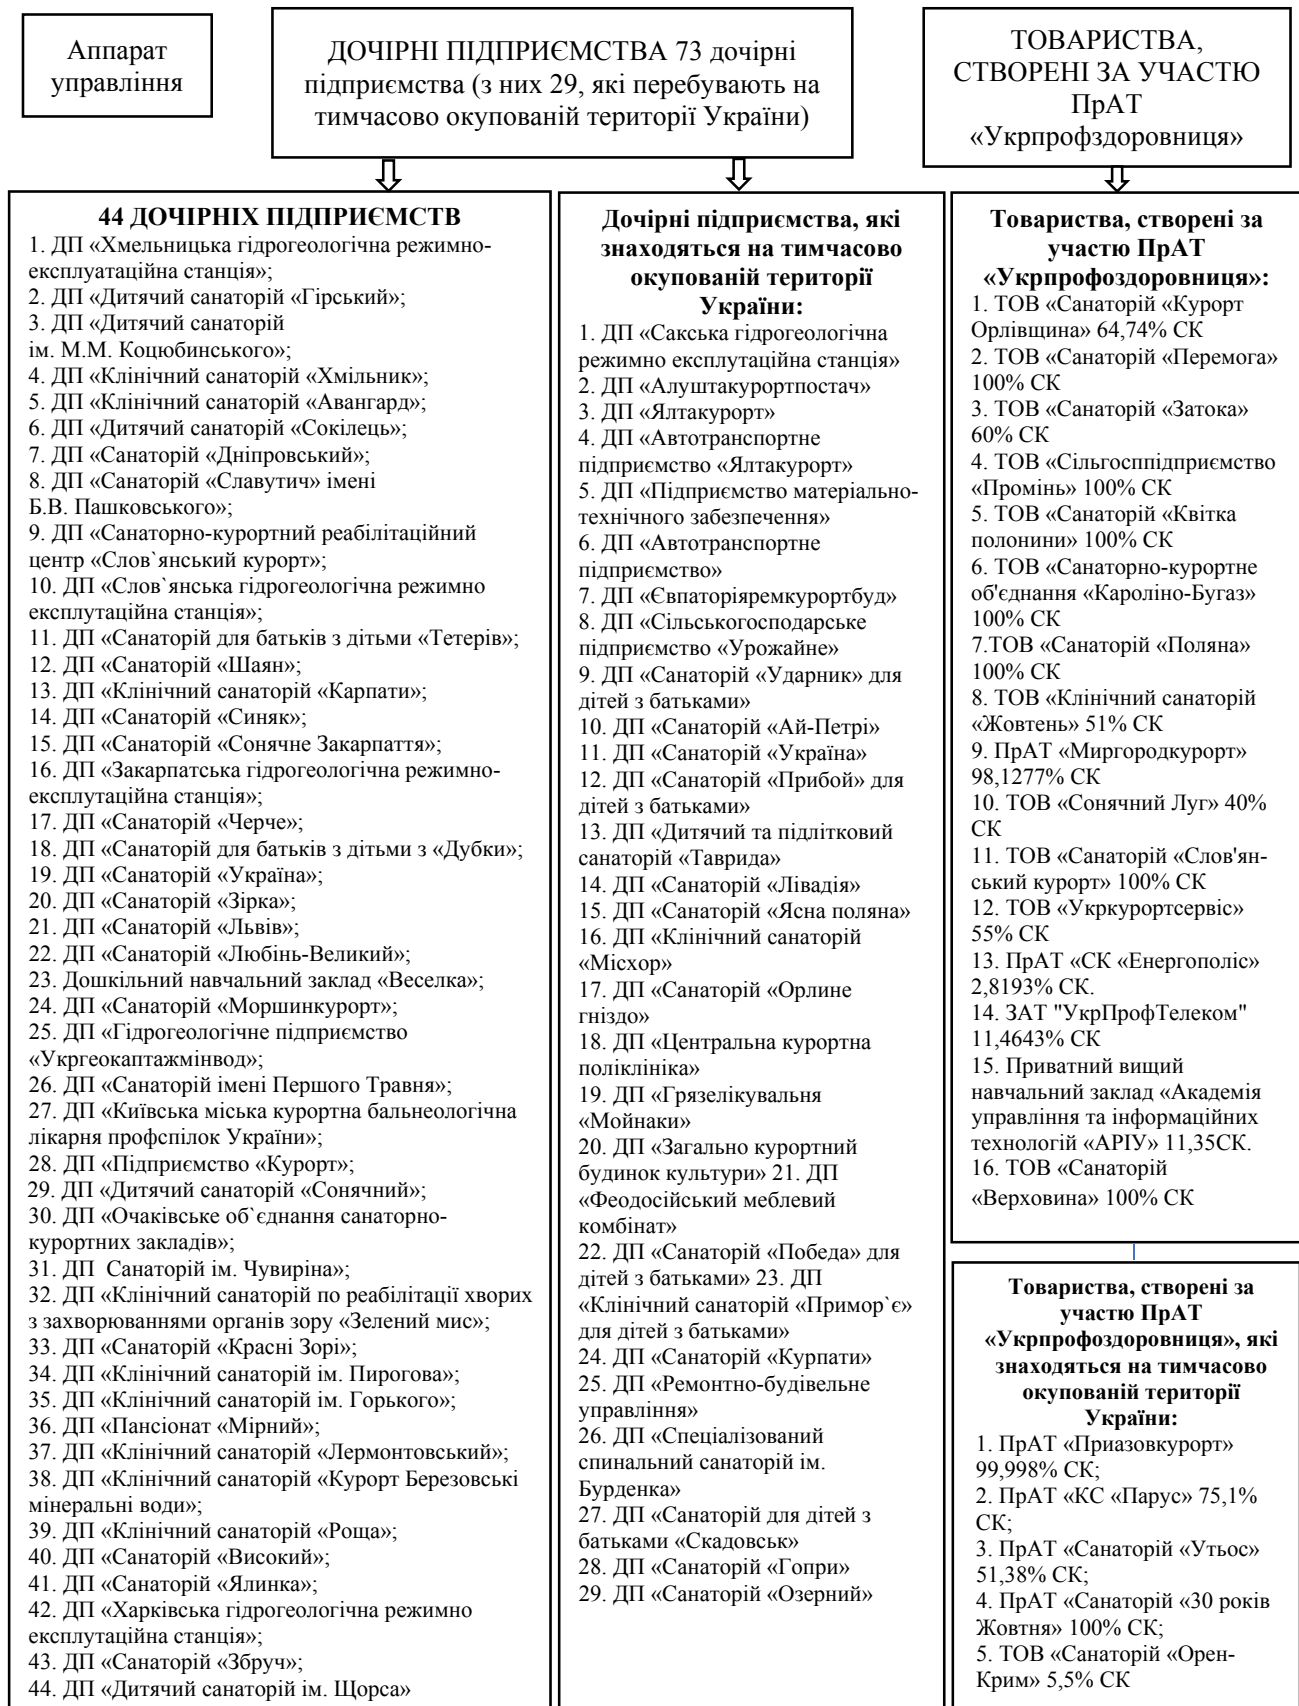 Аппарат
управління
ДОЧІРНІ ПІДПРИЄМСТВА 73 дочірні
підприємства (з них 29, які перебувають на
тимчасово окупованій території України)
ТОВАРИСТВА,
СТВОРЕНІ ЗА УЧАСТЮ
ПрАТ
«Укрпрофздоровниця»
44 ДОЧІРНІХ ПІДПРИЄМСТВ
1. ДП «Хмельницька гідрогеологічна режимно-
експлуатаційна станція»;
2. ДП «Дитячий санаторій «Гірський»;
3. ДП «Дитячий санаторій
ім. М.М. Коцюбинського»;
4. ДП «Клінічний санаторій «Хмільник»;
5. ДП «Клінічний санаторій «Авангард»;
6. ДП «Дитячий санаторій «Сокілець»;
7. ДП «Санаторій «Дніпровський»;
8. ДП «Санаторій «Славутич» імені
Б.В. Пашковського»;
9. ДП «Санаторно-курортний реабілітаційний
центр «Слов`янський курорт»;
10. ДП «Слов`янська гідрогеологічна режимно
експлутаційна станція»;
11. ДП «Санаторій для батьків з дітьми «Тетерів»;
12. ДП «Санаторій «Шаян»;
13. ДП «Клінічний санаторій «Карпати»;
14. ДП «Санаторій «Синяк»;
15. ДП «Санаторій «Сонячне Закарпаття»;
16. ДП «Закарпатська гідрогеологічна режимно-
експлутаційна станція»;
17. ДП «Санаторій «Черче»;
18. ДП «Санаторій для батьків з дітьми з «Дубки»;
19. ДП «Санаторій «Україна»;
20. ДП «Санаторій «Зірка»;
21. ДП «Санаторій «Львів»;
22. ДП «Санаторій «Любінь-Великий»;
23. Дошкільний навчальний заклад «Веселка»;
24. ДП «Санаторій «Моршинкурорт»;
25. ДП «Гідрогеологічне підприємство
«Укргеокаптажмінвод»;
26. ДП «Санаторій імені Першого Травня»;
27. ДП «Київська міська курортна бальнеологічна
лікарня профспілок України»;
28. ДП «Підприємство «Курорт»;
29. ДП «Дитячий санаторій «Сонячний»;
30. ДП «Очаківське об`єднання санаторно-
курортних закладів»;
31. ДП  Санаторій ім. Чувиріна»;
32. ДП «Клінічний санаторій по реабілітації хворих
з захворюваннями органів зору «Зелений мис»;
33. ДП «Санаторій «Красні Зорі»;
34. ДП «Клінічний санаторій ім. Пирогова»;
35. ДП «Клінічний санаторій ім. Горького»;
36. ДП «Пансіонат «Мірний»;
37. ДП «Клінічний санаторій «Лермонтовський»;
38. ДП «Клінічний санаторій «Курорт Березовські
мінеральні води»;
39. ДП «Клінічний санаторій «Роща»;
40. ДП «Санаторій «Високий»;
41. ДП «Санаторій «Ялинка»;
42. ДП «Харківська гідрогеологічна режимно
експлутаційна станція»;
43. ДП «Санаторій «Збруч»;
44. ДП «Дитячий санаторій ім. Щорса»
Дочірні підприємства, які
знаходяться на тимчасово
окупованій території
України:
1. ДП «Сакська гідрогеологічна
режимно експлутаційна станція»
2. ДП «Алуштакурортпостач»
3. ДП «Ялтакурорт»
4. ДП «Автотранспортне
підприємство «Ялтакурорт»
5. ДП «Підприємство матеріально-
технічного забезпечення»
6. ДП «Автотранспортне
підприємство»
7. ДП «Євпаторіяремкурортбуд»
8. ДП «Сільськогосподарське
підприємство «Урожайне»
9. ДП «Санаторій «Ударник» для
дітей з батьками»
10. ДП «Санаторій «Ай-Петрі»
11. ДП «Санаторій «Україна»
12. ДП «Санаторій «Прибой» для
дітей з батьками»
13. ДП «Дитячий та підлітковий
санаторій «Таврида»
14. ДП «Санаторій «Лівадія»
15. ДП «Санаторій «Ясна поляна»
16. ДП «Клінічний санаторій
«Місхор»
17. ДП «Санаторій «Орлине
гніздо»
18. ДП «Центральна курортна
поліклініка»
19. ДП «Грязелікувальня
«Мойнаки»
20. ДП «Загально курортний
будинок культури» 21. ДП
«Феодосійський меблевий
комбінат»
22. ДП «Санаторій «Победа» для
дітей з батьками» 23. ДП
«Клінічний санаторій «Примор`є»
для дітей з батьками»
24. ДП «Санаторій «Курпати»
25. ДП «Ремонтно-будівельне
управління»
26. ДП «Спеціалізований
спинальний санаторій ім.
Бурденка»
27. ДП «Санаторій для дітей з
батьками «Скадовськ»
28. ДП «Санаторій «Гопри»
29. ДП «Санаторій «Озерний»
Товариства, створені за
участю ПрАТ
«Укрпрофоздоровниця»:
1. ТОВ «Санаторій «Курорт
Орлівщина» 64,74% СК
2. ТОВ «Санаторій «Перемога»
100% СК
3. ТОВ «Санаторій «Затока»
60% СК
4. ТОВ «Сільгосппідприємство
«Промінь» 100% СК
5. ТОВ «Санаторій «Квітка
полонини» 100% СК
6. ТОВ «Санаторно-курортне
об'єднання «Кароліно-Бугаз»
100% СК
7.ТОВ «Санаторій «Поляна»
100% СК
8. ТОВ «Клінічний санаторій
«Жовтень» 51% СК
9. ПрАТ «Миргородкурорт»
98,1277% СК
10. ТОВ «Сонячний Луг» 40%
СК
11. ТОВ «Санаторій «Слов'ян-
ський курорт» 100% СК
12. ТОВ «Укркурортсервіс»
55% СК
13. ПрАТ «СК «Енергополіс»
2,8193% СК.
14. ЗАТ "УкрПрофТелеком"
11,4643% СК
15. Приватний вищий
навчальний заклад «Академія
управління та інформаційних
технологій «АРІУ» 11,35СК.
16. ТОВ «Санаторій
«Верховина» 100% СК
Товариства, створені за
участю ПрАТ
«Укрпрофоздоровниця», які
знаходяться на тимчасово
окупованій території
України:
1. ПрАТ «Приазовкурорт»
99,998% СК;
2. ПрАТ «КС «Парус» 75,1%
СК;
3. ПрАТ «Санаторій «Утьос»
51,38% СК;
4. ПрАТ «Санаторій «30 років
Жовтня» 100% СК;
5. ТОВ «Санаторій «Орен-
Крим» 5,5% СК